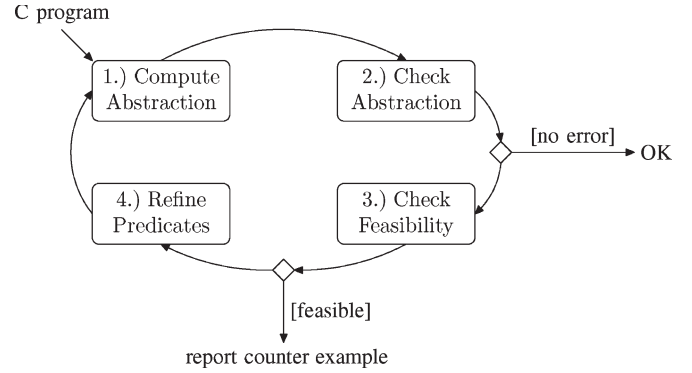 C program
1.) Compute
Abstraction
2.) Check
Abstraction
[no error]
OK
4.) Refine
Predicates
3.) Check
Feasibility
[feasible]
report counter example